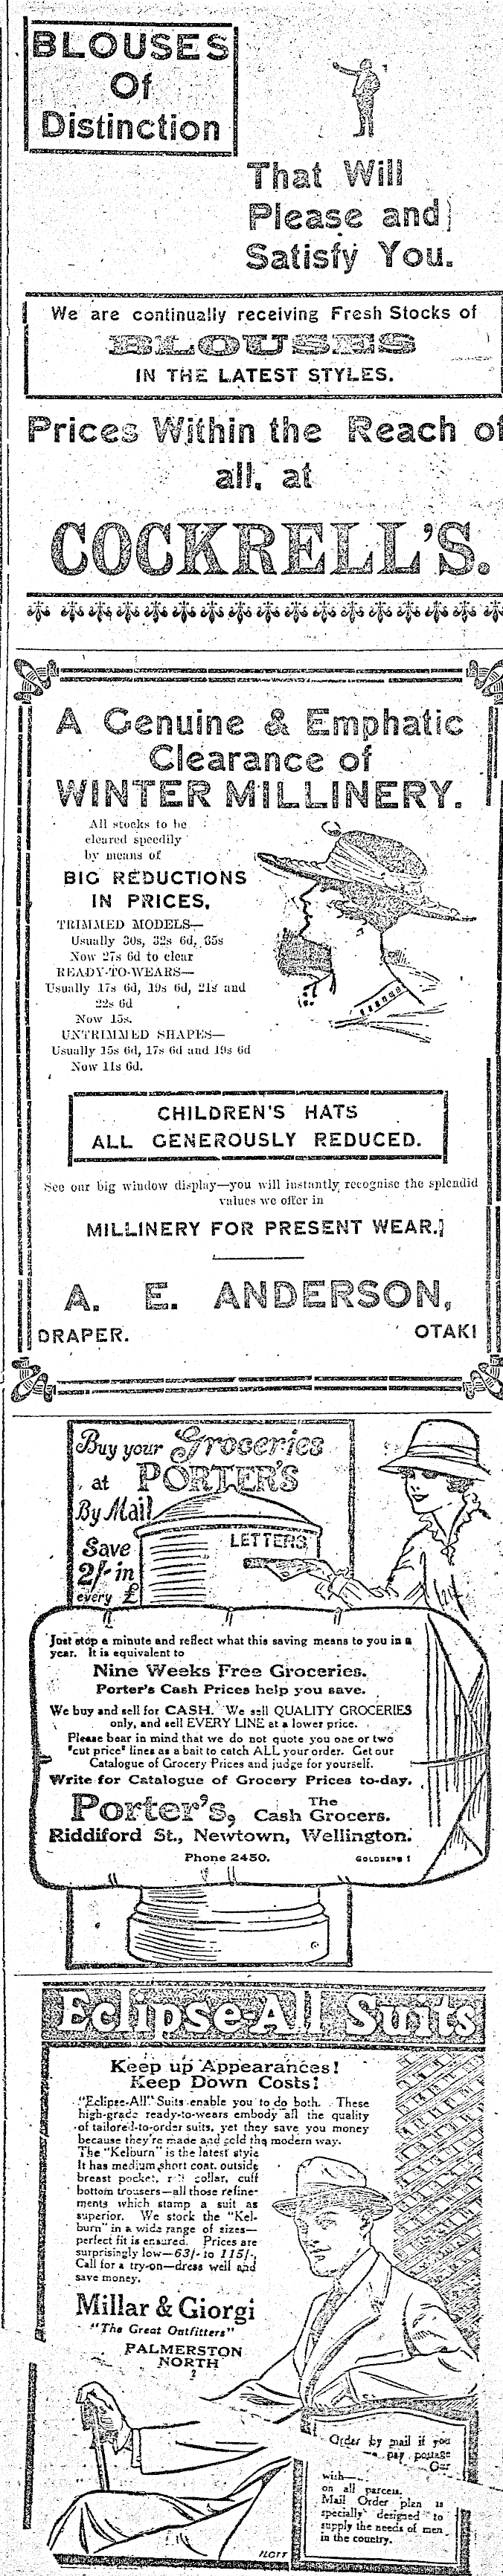 BLOUSES
Of
Distinction
That Will
Please and
Satisfy You.
We are continually receiving Fresh Stocks of
BLOUSES
IN THE LATEST STYLES.
Prices Within the Reach of
all, at
COCKRELL'S.
A Genuine & Emphatic
Clearance of
WINTER MILLINERY.
All stocks to be
cleared speedily
by means of
BIG REDUCTIONS
IN PRICES,
TRIMMED MODELS—
Usually 30s, 32s 6d, 35s
Now 27s 6d to clear
READY-TO-WEARS—
Usually 17s 6d, 19s 6d, 21s and
22s 6d
Now 15s.
UNTRIMMED SHAPES—
Usually 15s 6d, 17s 6d and 19s 6d
Now 11s 6d.
CHILDREN'S HATS
ALL GENEROUSLY REDUCED.
See our big window display—you will instantly recognise the splendid
values we offer in
MILLINERY FOR PRESENT WEAR.
A. E. ANDERSON,
DRAPER. OTAKI
Buy your Groceries
at PORTER'S
By Mail
LETTERS
Save
2/- in
every £
Just stop a minute and reflect what this saving means to you in a
year. It is equivalent to
Nine Weeks Free Groceries.
Porter's Cash Prices help you save.
We buy and sell for CASH. We sell QUALITY GROCERIES
only, and sell EVERY LINE at a lower price.
Please bear in mind that we do not quote you one or two
"cut price" lines as a bait to catch ALL your order. Get our
Catalogue of Grocery Prices and judge for yourself.
Write for Catalogue of Grocery Prices to-day.
Porter's, The Cash Grocers.
Riddiford St., Newtown, Wellington.
Phone 2450. GOLDBERG 1
Eclipse-All Suits
Keep up Appearances!
Keep Down Costs!
"Eclipse-All" Suits enable you to do both. These
high-grade ready-to-wears embody all the quality
of tailored-to-order suits, yet they save you money
because they're made and sold the modern way.
The "Kelburn" is the latest style
It has medium short coat, outside
breast pocket, roll collar, cuff
bottom trousers—all those refine-
ments which stamp a suit as
superior. We stock the "Kel-
burn" in a wide range of sizes—
perfect fit is ensured. Prices are
surprisingly low—63/- to 115/-.
Call for a try-on—dress well and
save money.
Millar & Giorgi
"The Great Outfitters"
PALMERSTON
NORTH
2
Order by mail if you
wish— pay postage
on all parcels. Our
Mail Order plan is
specially designed to
supply the needs of men
in the country.
ILOTT